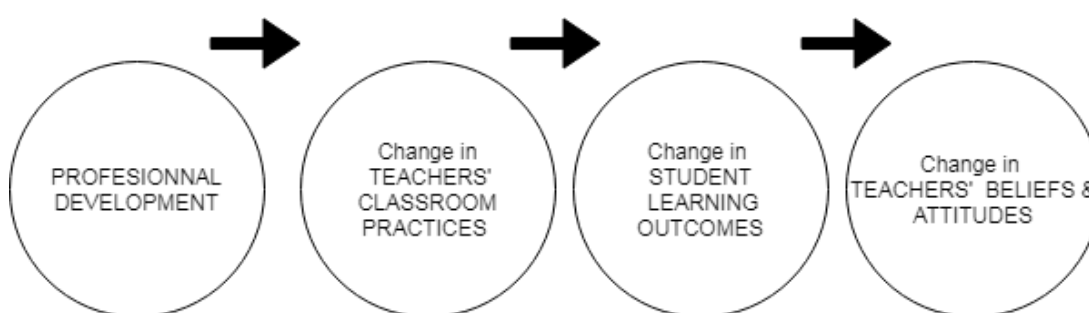 PROFESIONNAL
DEVELOPMENT
Change in
TEACHERS'
CLASSROOM
PRACTICES
Change in
STUDENT
LEARNING
OUTCOMES
Change in
TEACHERS' BELIEFS &
ATTITUDES